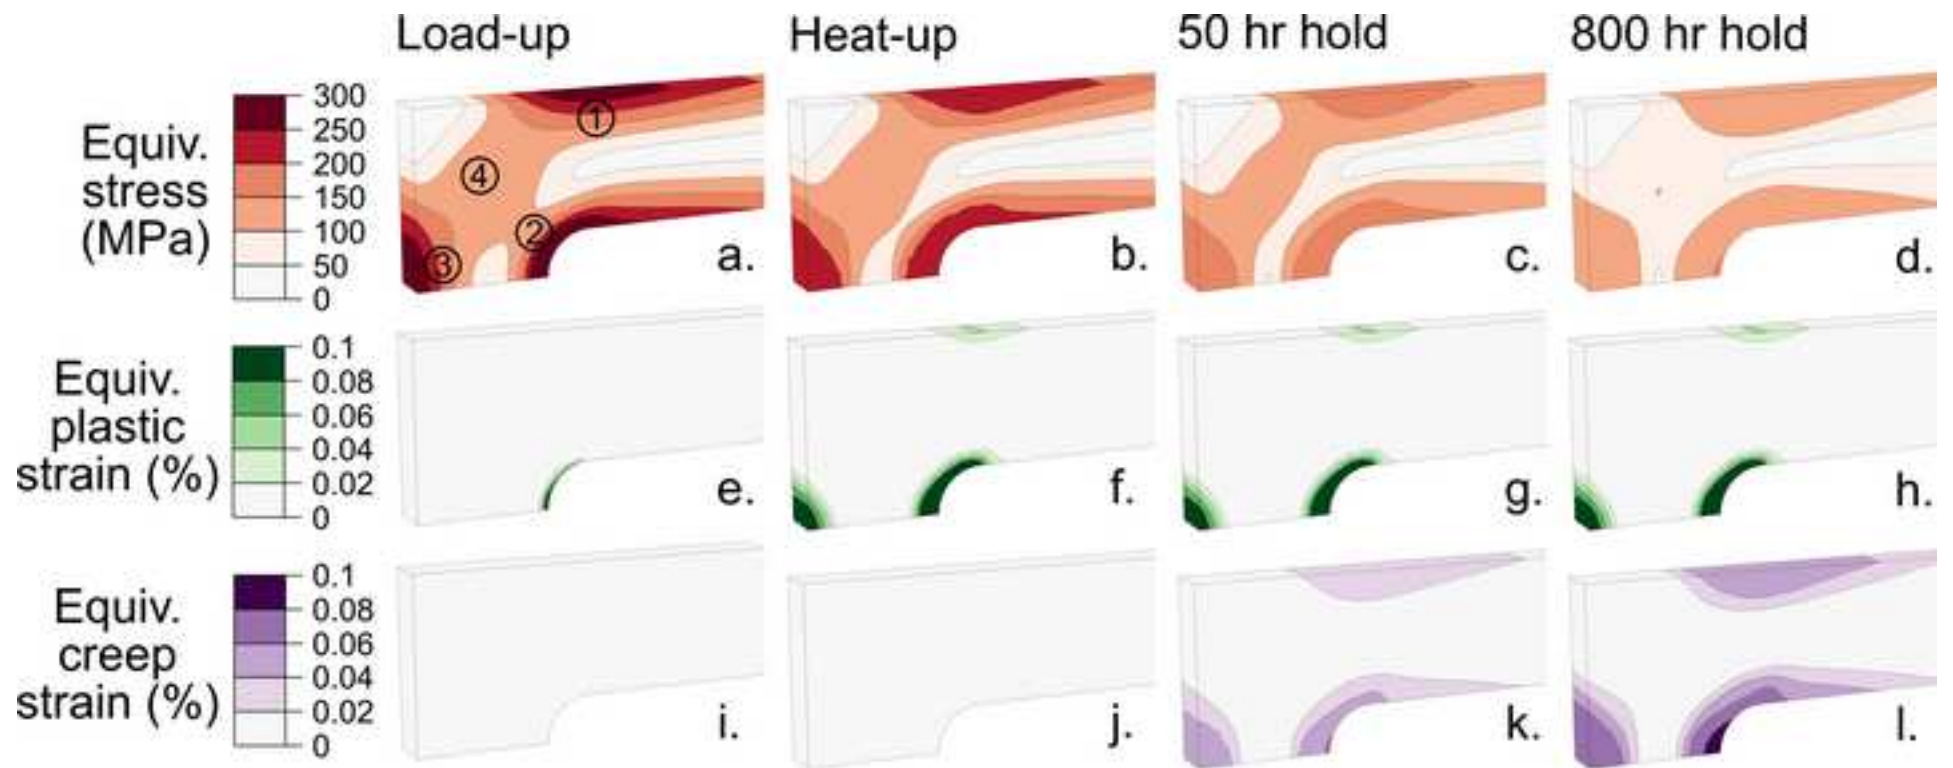 Load-up
Heat-up
50 hr hold
800 hr hold
Equiv.
stress
(MPa)
300
250
200
150
100
50
0
①
②
③
④
a.
b.
c.
d.
Equiv.
plastic
strain (%)
0.1
0.08
0.06
0.04
0.02
0
e.
f.
g.
h.
Equiv.
creep
strain (%)
0.1
0.08
0.06
0.04
0.02
0
i.
j.
k.
l.